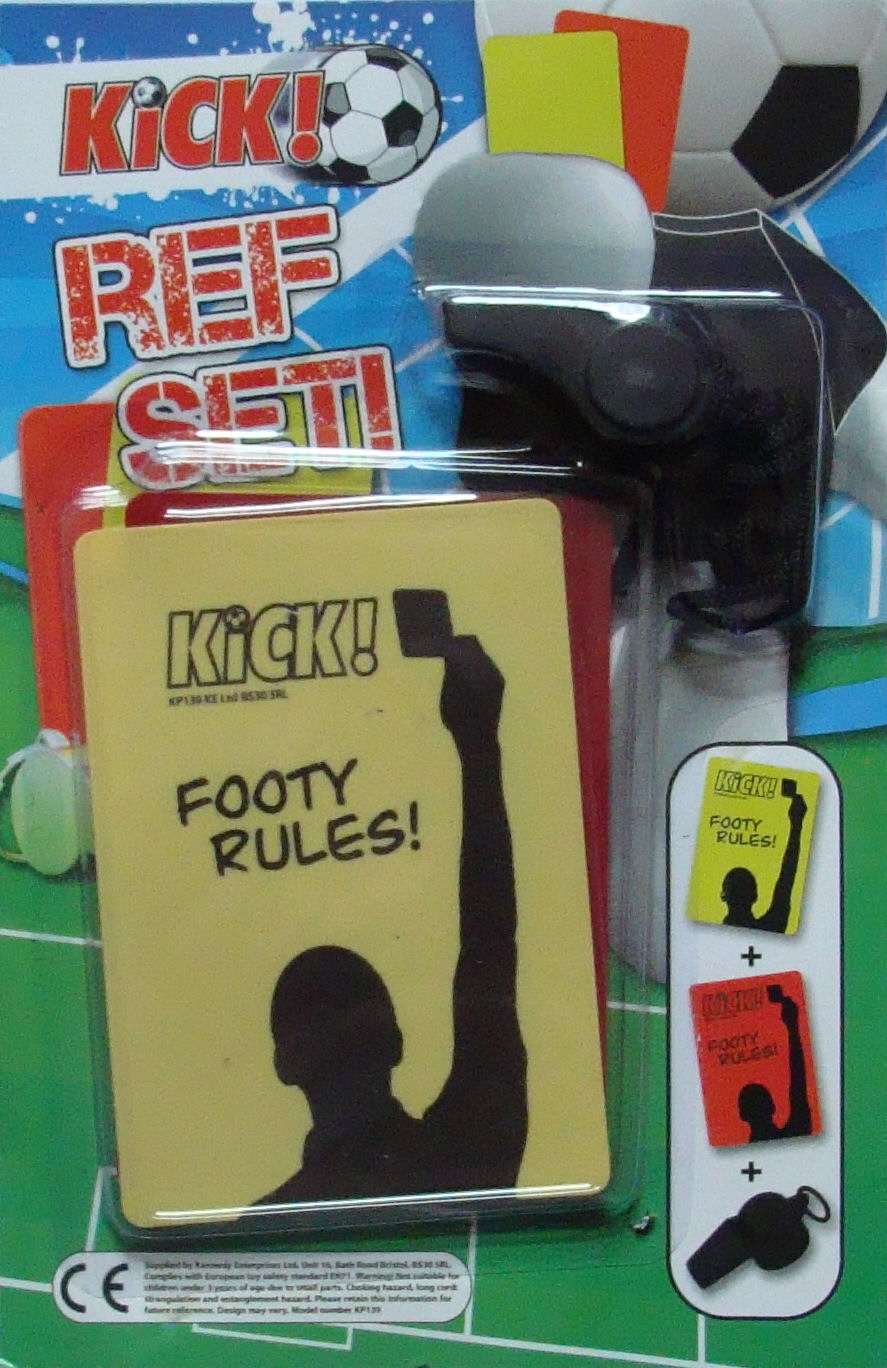 KiCK!
REF
SET!
KiCK!
KP139 KE Ltd BS30 5RL
FOOTY
RULES!
KiCK!
FOOTY
RULES!
+
KiCK!
FOOTY
RULES!
+
CE
Supplied by Kennedy Enterprises Ltd, Unit 16, Bath Road Bristol, BS30 5RL.
Complies with European toy safety standard EN71. Warning! Not suitable for
children under 3 years of age due to small parts. Choking hazard, long cord:
strangulation and entanglement hazard. Please retain this information for
future reference. Design may vary. Model number KP139